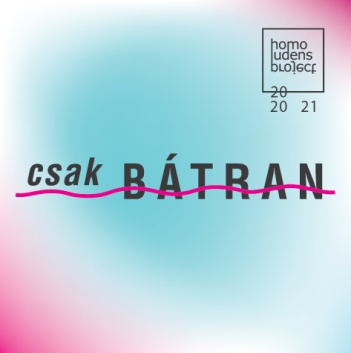 homo
ludens
project
20
20 21
csak BÁTRAN